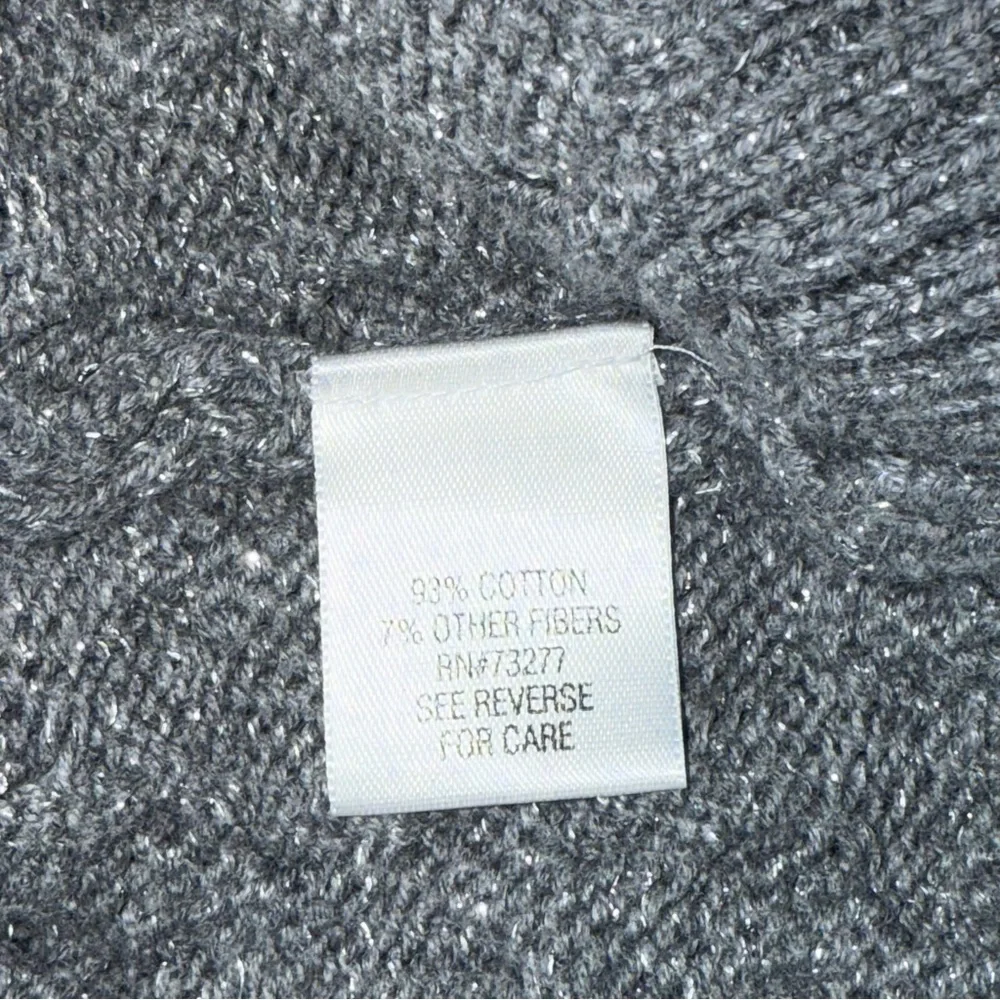 93% COTTON
7% OTHER FIBERS
RN#73277
SEE REVERSE
FOR CARE